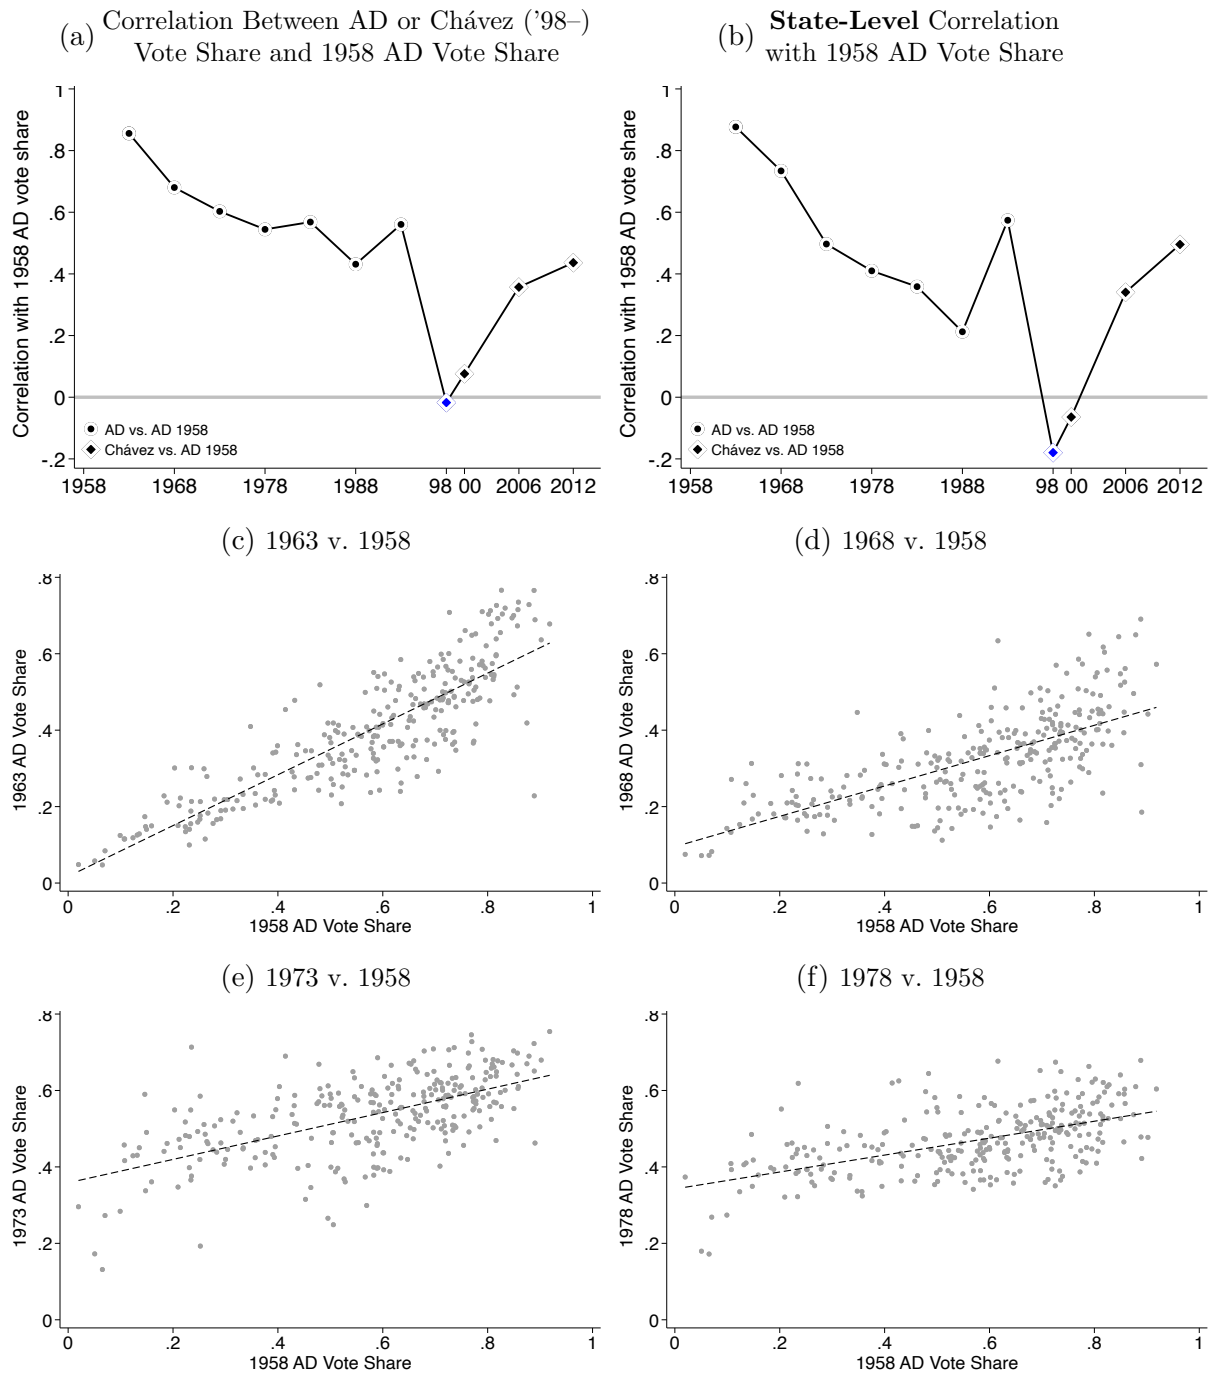 (a) Correlation Between AD or Chávez ('98–)
Vote Share and 1958 AD Vote Share
1
.8
.6
.4
.2
0
-.2
Correlation with 1958 AD vote share
AD vs. AD 1958
Chávez vs. AD 1958
1958 1968 1978 1988 98 00 2006 2012
(b) State-Level Correlation
with 1958 AD Vote Share
1
.8
.6
.4
.2
0
-.2
Correlation with 1958 AD vote share
AD vs. AD 1958
Chávez vs. AD 1958
1958 1968 1978 1988 98 00 2006 2012
(c) 1963 v. 1958
.8
.6
.4
.2
0
1963 AD Vote Share
0 .2 .4 .6 .8 1
1958 AD Vote Share
(d) 1968 v. 1958
.8
.6
.4
.2
0
1968 AD Vote Share
0 .2 .4 .6 .8 1
1958 AD Vote Share
(e) 1973 v. 1958
.8
.6
.4
.2
0
1973 AD Vote Share
0 .2 .4 .6 .8 1
1958 AD Vote Share
(f) 1978 v. 1958
.8
.6
.4
.2
0
1978 AD Vote Share
0 .2 .4 .6 .8 1
1958 AD Vote Share